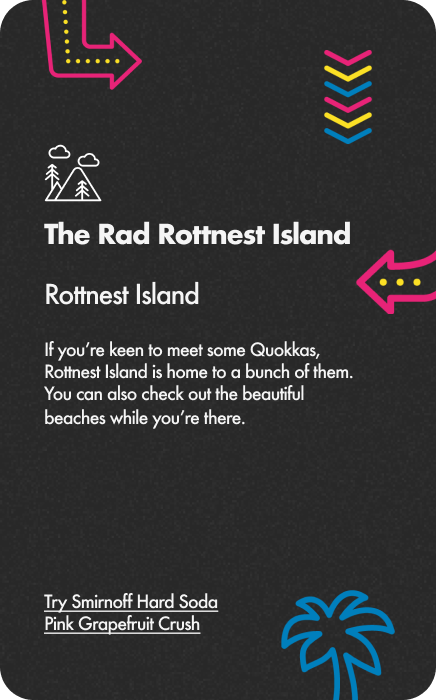 The Rad Rottnest Island
Rottnest Island
If you’re keen to meet some Quokkas,
Rottnest Island is home to a bunch of them.
You can also check out the beautiful
beaches while you’re there.
Try Smirnoff Hard Soda
Pink Grapefruit Crush